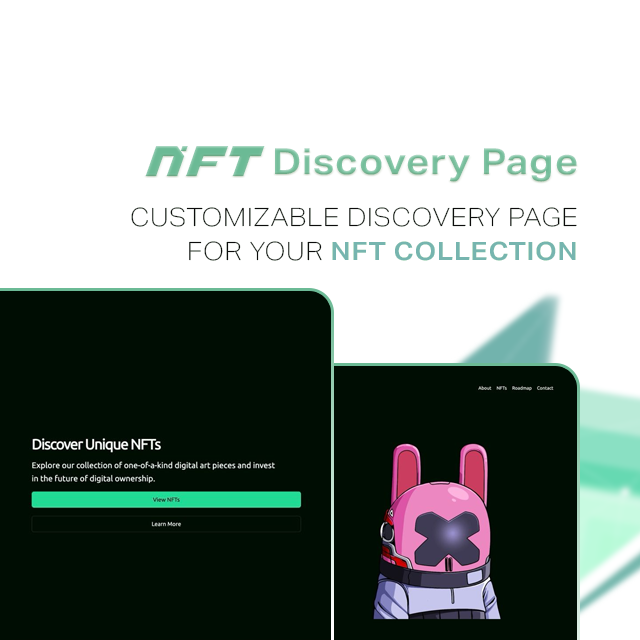 NFT Discovery Page
CUSTOMIZABLE DISCOVERY PAGE
FOR YOUR NFT COLLECTION
About NFTs Roadmap Contact
Discover Unique NFTs
Explore our collection of one-of-a-kind digital art pieces and invest
in the future of digital ownership.
View NFTs
Learn More